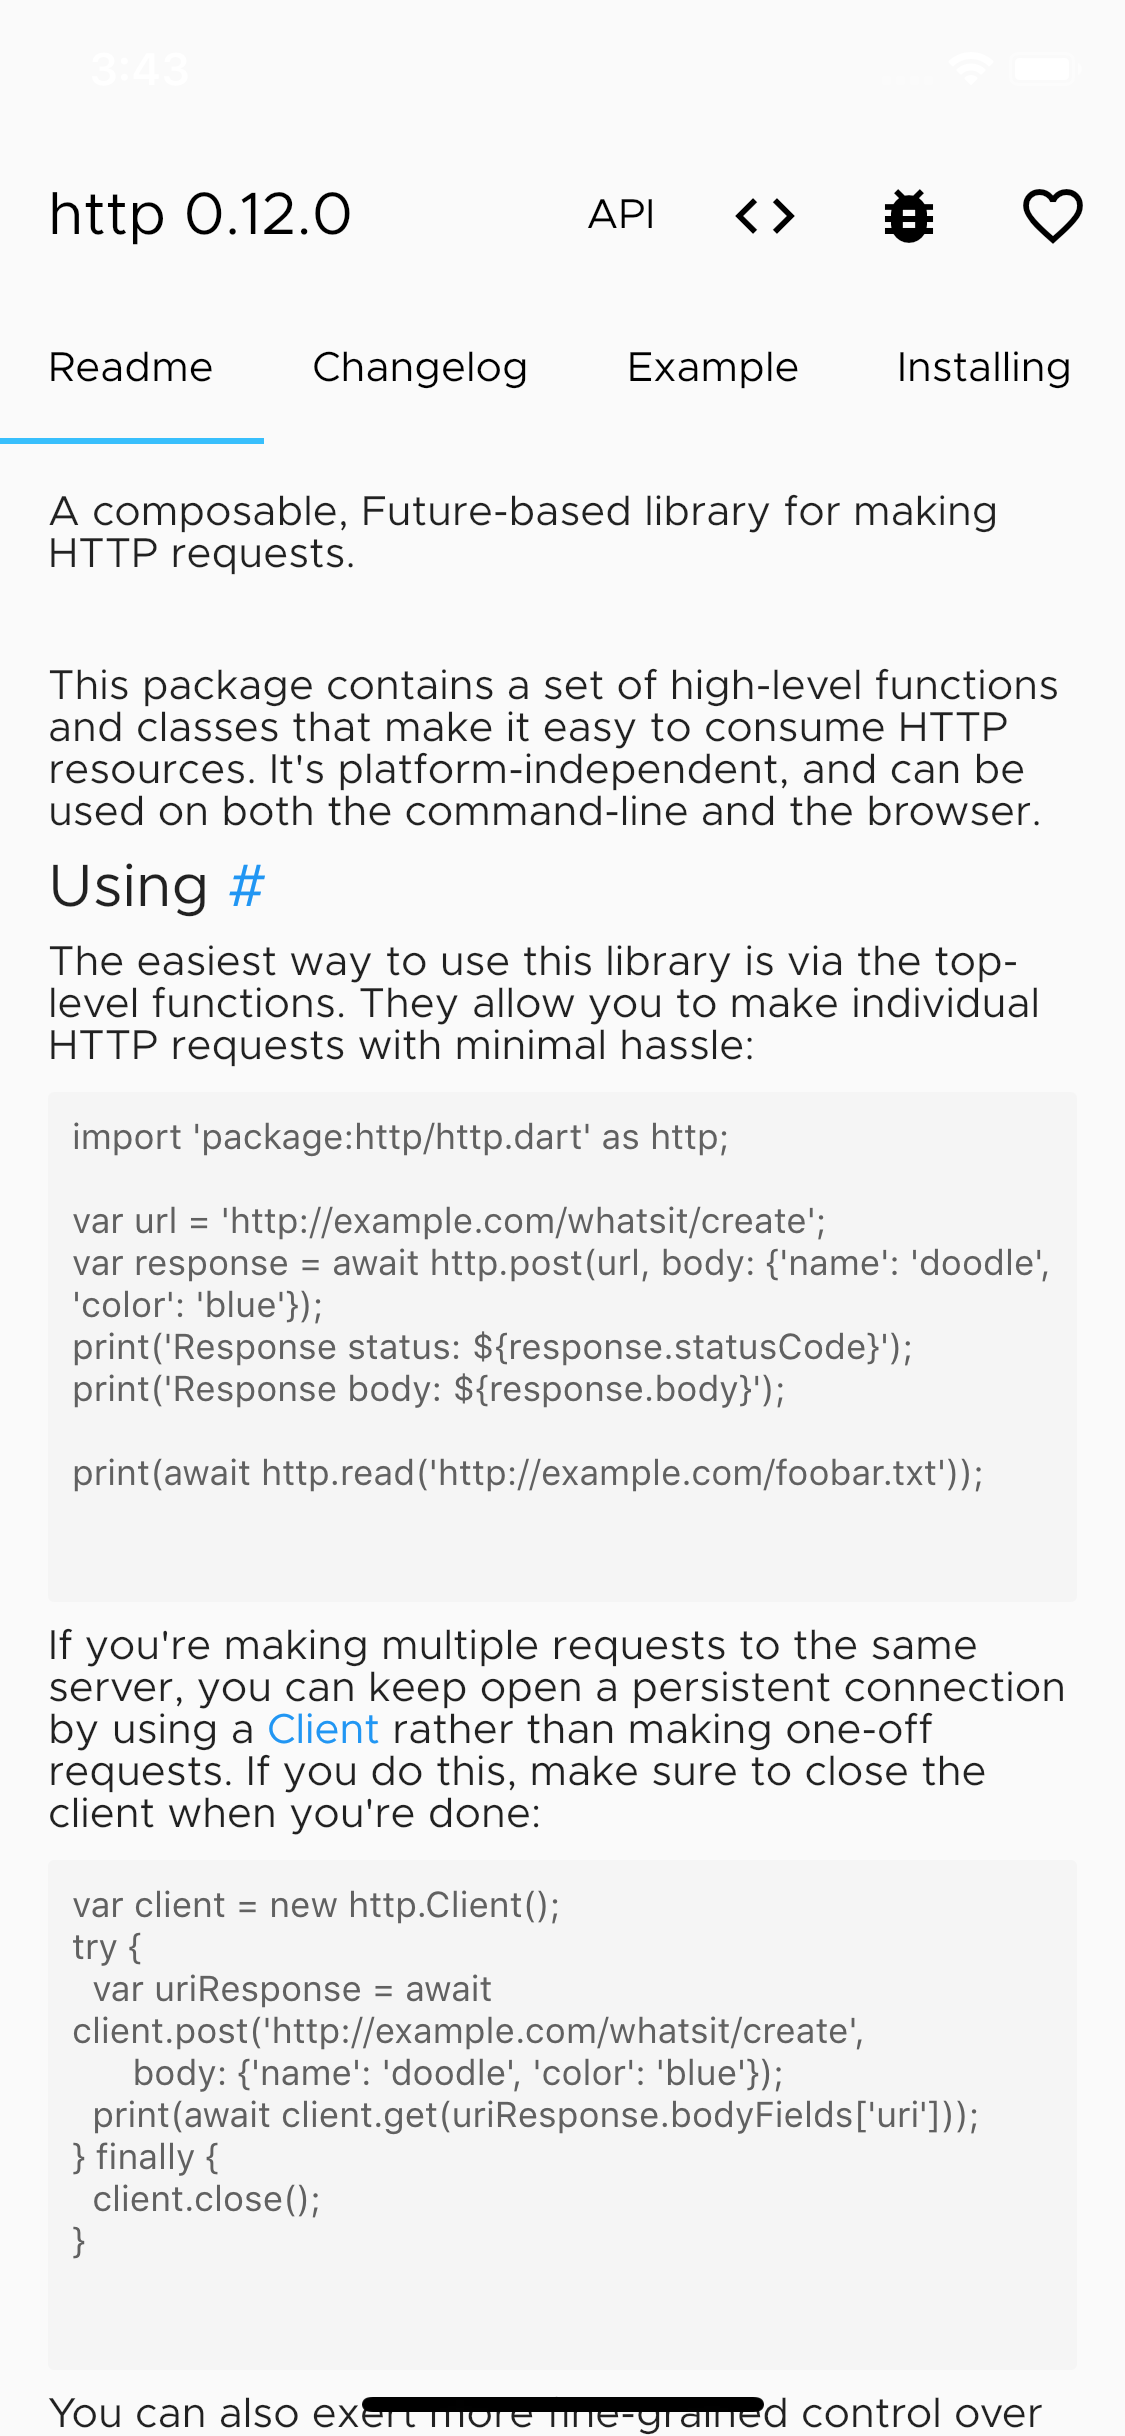 3:43
http 0.12.0 API
Readme Changelog Example Installing
A composable, Future-based library for making
HTTP requests.
This package contains a set of high-level functions
and classes that make it easy to consume HTTP
resources. It's platform-independent, and can be
used on both the command-line and the browser.
Using #
The easiest way to use this library is via the top-
level functions. They allow you to make individual
HTTP requests with minimal hassle:
import 'package:http/http.dart' as http;
var url = 'http://example.com/whatsit/create';
var response = await http.post(url, body: {'name': 'doodle',
'color': 'blue'});
print('Response status: ${response.statusCode}');
print('Response body: ${response.body}');
print(await http.read('http://example.com/foobar.txt'));
If you're making multiple requests to the same
server, you can keep open a persistent connection
by using a Client rather than making one-off
requests. If you do this, make sure to close the
client when you're done:
var client = new http.Client();
try {
  var uriResponse = await
client.post('http://example.com/whatsit/create',
      body: {'name': 'doodle', 'color': 'blue'});
  print(await client.get(uriResponse.bodyFields['uri']));
} finally {
  client.close();
}
You can also exert more fine-grained control over